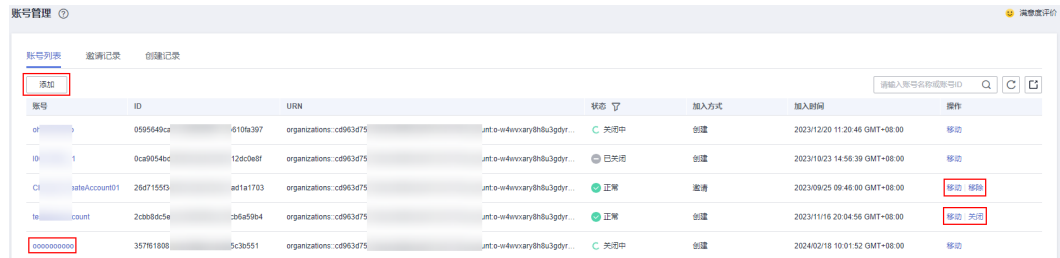 账号管理 ? 满意度评价
账号列表 邀请记录 创建记录
添加 请输入账号名称或账号ID
账号 ID URN 状态 加入方式 加入时间 操作
0595649ca 610fa397 organizations::cd963d75 unt:o-w4wvxary8h8u3gdyr... 关闭中 创建 2023/12/20 11:20:46 GMT+08:00 移动
0ca9054bc 12dc0e8f organizations::cd963d75 unt:o-w4wvxary8h8u3gdyr... 已关闭 创建 2023/10/23 14:56:39 GMT+08:00 移动
eateAccount01 26d7155f3 ad1a1703 organizations::cd963d75 unt:o-w4wvxary8h8u3gdyr... 正常 邀请 2023/09/25 09:46:00 GMT+08:00 移动 移除
te count 2cbb8dc5e b6a59b4 organizations::cd963d75 unt:o-w4wvxary8h8u3gdyr... 正常 创建 2023/11/16 20:04:56 GMT+08:00 移动 关闭
oooooooooo 357f61808 5c3b551 organizations::cd963d75 unt:o-w4wvxary8h8u3gdyr... 关闭中 创建 2024/02/18 10:01:52 GMT+08:00 移动